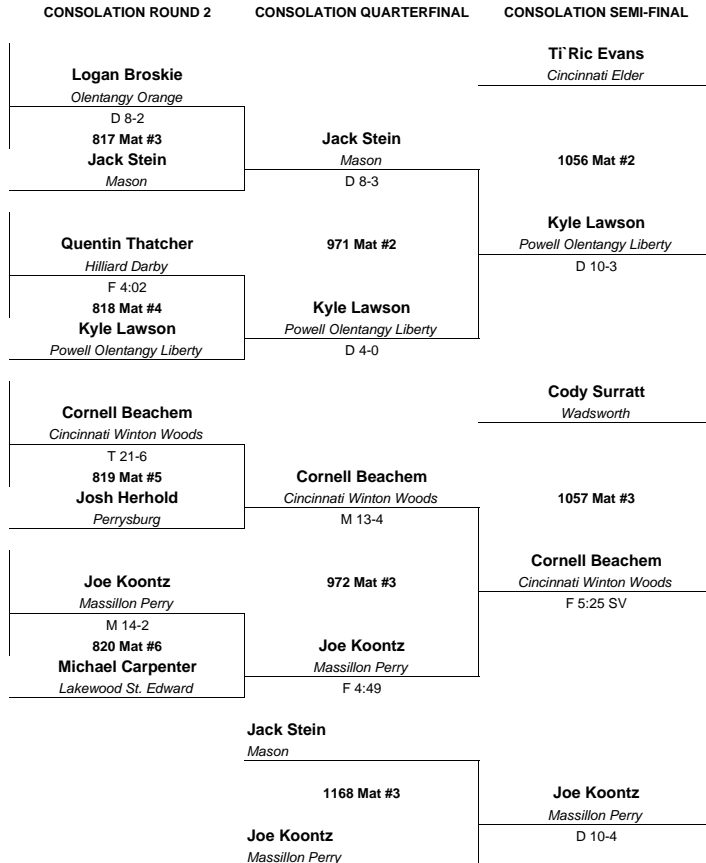 CONSOLATION ROUND 2 CONSOLATION QUARTERFINAL CONSOLATION SEMI-FINAL
Ti`Ric Evans
Cincinnati Elder
Logan Broskie
Olentangy Orange
D 8-2
817 Mat #3
Jack Stein
Mason
Jack Stein
Mason
D 8-3
1056 Mat #2
Kyle Lawson
Powell Olentangy Liberty
D 10-3
Quentin Thatcher
Hilliard Darby
F 4:02
818 Mat #4
Kyle Lawson
Powell Olentangy Liberty
971 Mat #2
Kyle Lawson
Powell Olentangy Liberty
D 4-0
Cody Surratt
Wadsworth
Cornell Beachem
Cincinnati Winton Woods
T 21-6
819 Mat #5
Josh Herhold
Perrysburg
Cornell Beachem
Cincinnati Winton Woods
M 13-4
1057 Mat #3
Cornell Beachem
Cincinnati Winton Woods
F 5:25 SV
Joe Koontz
Massillon Perry
M 14-2
820 Mat #6
Michael Carpenter
Lakewood St. Edward
972 Mat #3
Joe Koontz
Massillon Perry
F 4:49
Jack Stein
Mason
1168 Mat #3
Joe Koontz
Massillon Perry
Joe Koontz
Massillon Perry
D 10-4